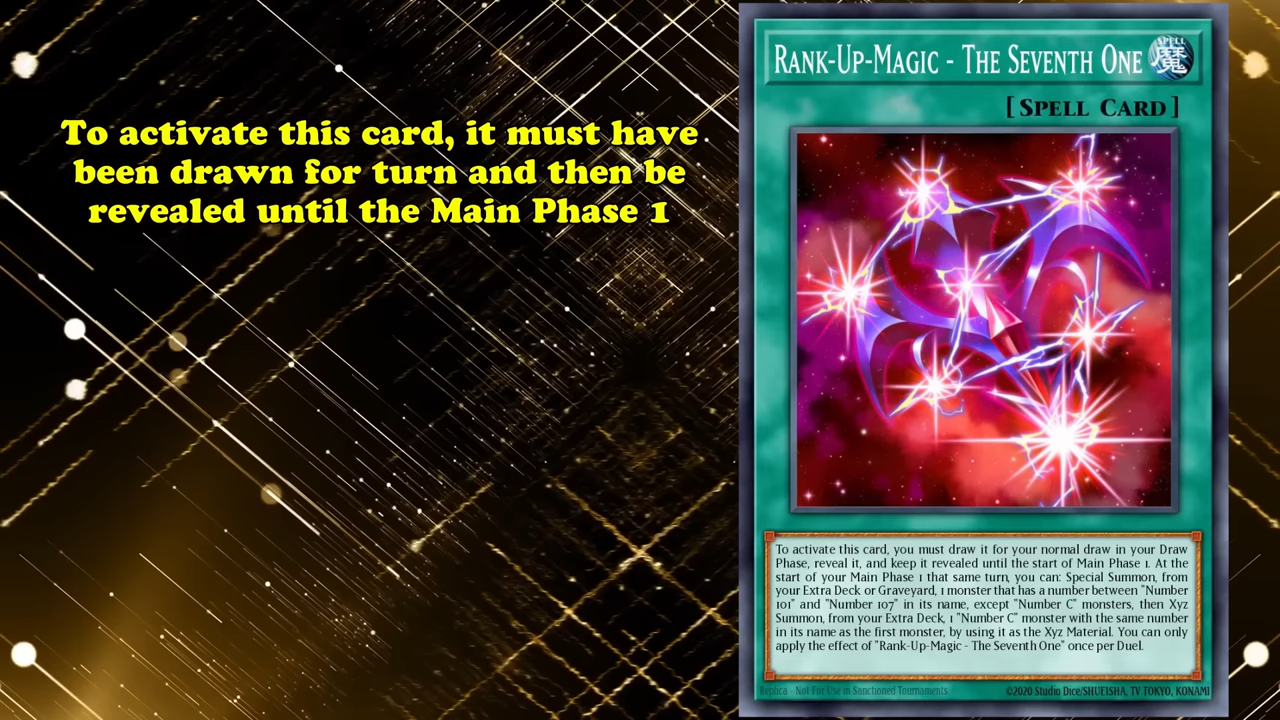 To activate this card, it must have
been drawn for turn and then be
revealed until the Main Phase 1
RANK-UP-MAGIC - THE SEVENTH ONE
SPELL
魔
[SPELL CARD]
To activate this card, you must draw it for your normal draw in your Draw
Phase, reveal it, and keep it revealed until the start of Main Phase 1. At the
start of your Main Phase 1 that same turn, you can: Special Summon, from
your Extra Deck or Graveyard, 1 monster that has a number between "Number
101" and "Number 107" in its name, except "Number C" monsters, then Xyz
Summon, from your Extra Deck, 1 "Number C" monster with the same number
in its name as the first monster, by using it as the Xyz Material. You can only
apply the effect of "Rank-Up-Magic - The Seventh One" once per Duel.
Replica - Not For Use in Sanctioned Tournaments
©2020 Studio Dice/SHUEISHA, TV TOKYO, KONAMI